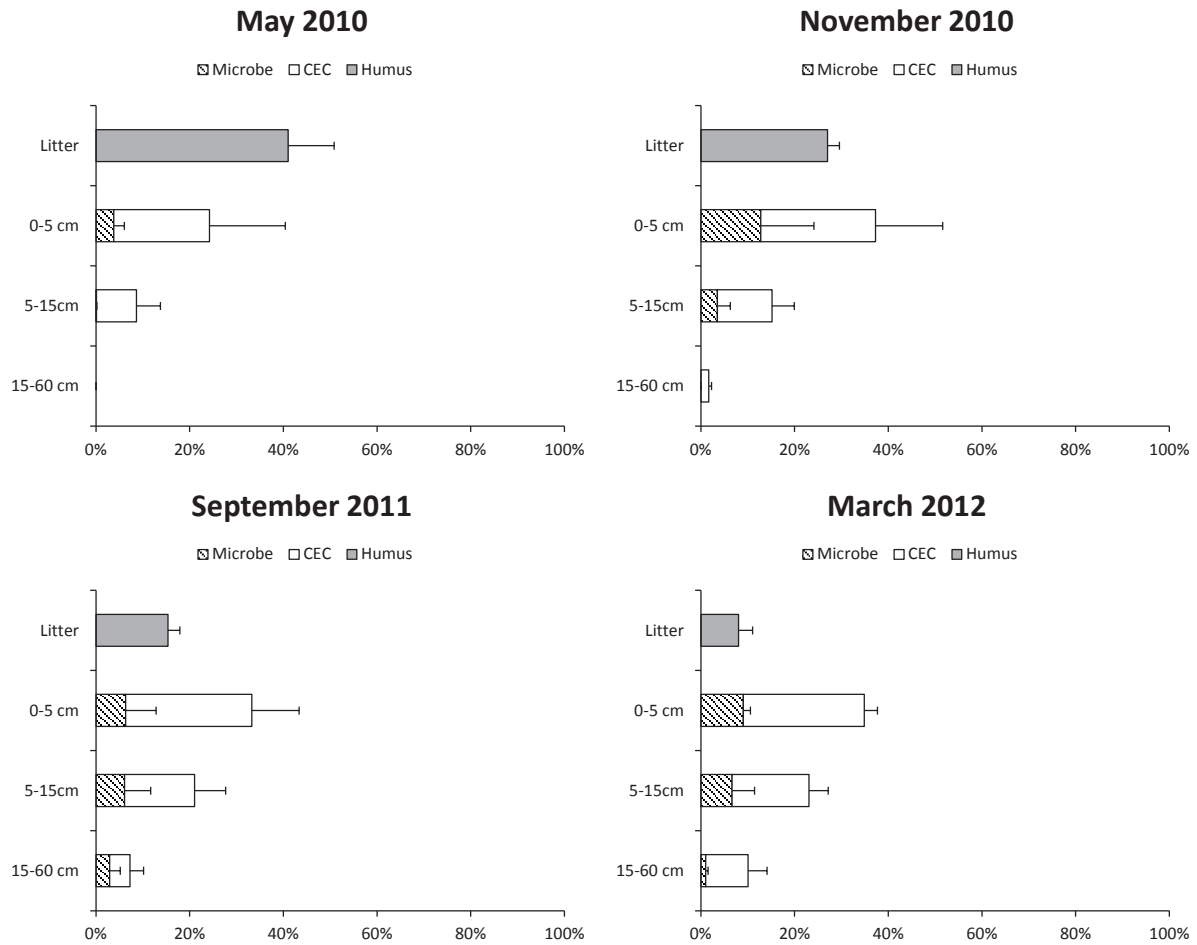 May 2010
Microbe CEC Humus
Litter
0-5 cm
5-15cm
15-60 cm
0% 20% 40% 60% 80% 100%
November 2010
Microbe CEC Humus
Litter
0-5 cm
5-15cm
15-60 cm
0% 20% 40% 60% 80% 100%
September 2011
Microbe CEC Humus
Litter
0-5 cm
5-15cm
15-60 cm
0% 20% 40% 60% 80% 100%
March 2012
Microbe CEC Humus
Litter
0-5 cm
5-15cm
15-60 cm
0% 20% 40% 60% 80% 100%